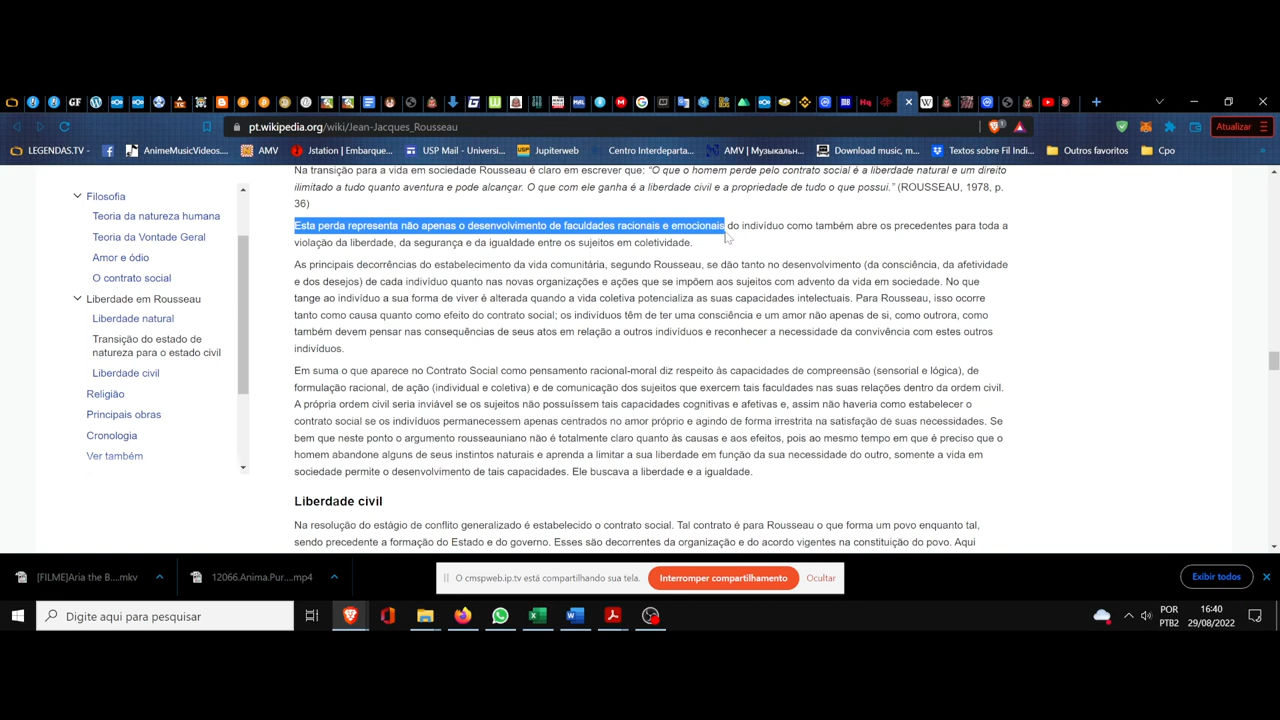 pt.wikipedia.org/wiki/Jean-Jacques_Rousseau
Atualizar
LEGENDAS.TV
AnimeMusicVideos...
AMV
Jstation | Embarque...
USP Mail - Universi...
Jupiterweb
Centro Interdeparta...
AMV | Музыкальн...
Download music, m...
Textos sobre Fil Indi...
Outros favoritos
Cpo
Filosofia
Teoria da natureza humana
Teoria da Vontade Geral
Amor e ódio
O contrato social
Liberdade em Rousseau
Liberdade natural
Transição do estado de
natureza para o estado civil
Liberdade civil
Religião
Principais obras
Cronologia
Ver também
Na transição para a vida em sociedade Rousseau é claro em escrever que: “O que o homem perde pelo contrato social é a liberdade natural e um direito
ilimitado a tudo quanto aventura e pode alcançar. O que com ele ganha é a liberdade civil e a propriedade de tudo o que possui.” (ROUSSEAU, 1978, p.
36)
Esta perda representa não apenas o desenvolvimento de faculdades racionais e emocionais do indivíduo como também abre os precedentes para toda a
violação da liberdade, da segurança e da igualdade entre os sujeitos em coletividade.
As principais decorrências do estabelecimento da vida comunitária, segundo Rousseau, se dão tanto no desenvolvimento (da consciência, da afetividade
e dos desejos) de cada indivíduo quanto nas novas organizações e ações que se impõem aos sujeitos com advento da vida em sociedade. No que
tange ao indivíduo a sua forma de viver é alterada quando a vida coletiva potencializa as suas capacidades intelectuais. Para Rousseau, isso ocorre
tanto como causa quanto como efeito do contrato social; os indivíduos têm de ter uma consciência e um amor não apenas de si, como outrora, como
também devem pensar nas consequências de seus atos em relação a outros indivíduos e reconhecer a necessidade da convivência com estes outros
indivíduos.
Em suma o que aparece no Contrato Social como pensamento racional-moral diz respeito às capacidades de compreensão (sensorial e lógica), de
formulação racional, de ação (individual e coletiva) e de comunicação dos sujeitos que exercem tais faculdades nas suas relações dentro da ordem civil.
A própria ordem civil seria inviável se os sujeitos não possuíssem tais capacidades cognitivas e afetivas e, assim não haveria como estabelecer o
contrato social se os indivíduos permanecessem apenas centrados no amor próprio e agindo de forma irrestrita na satisfação de suas necessidades. Se
bem que neste ponto o argumento rousseauniano não é totalmente claro quanto às causas e aos efeitos, pois ao mesmo tempo em que é preciso que o
homem abandone alguns de seus instintos naturais e aprenda a limitar a sua liberdade em função da sua necessidade do outro, somente a vida em
sociedade permite o desenvolvimento de tais capacidades. Ele buscava a liberdade e a igualdade.
Liberdade civil
Na resolução do estágio de conflito generalizado é estabelecido o contrato social. Tal contrato é para Rousseau o que forma um povo enquanto tal,
sendo precedente a formação do Estado e do governo. Esses são decorrentes da organização e do acordo vigentes na constituição do povo. Aqui
[FILME]Aria the B....mkv
12066.Anima.Pur....mp4
O cmspweb.ip.tv está compartilhando sua tela.
Interromper compartilhamento
Ocultar
Exibir todos
Digite aqui para pesquisar
POR
PTB2
16:40
29/08/2022